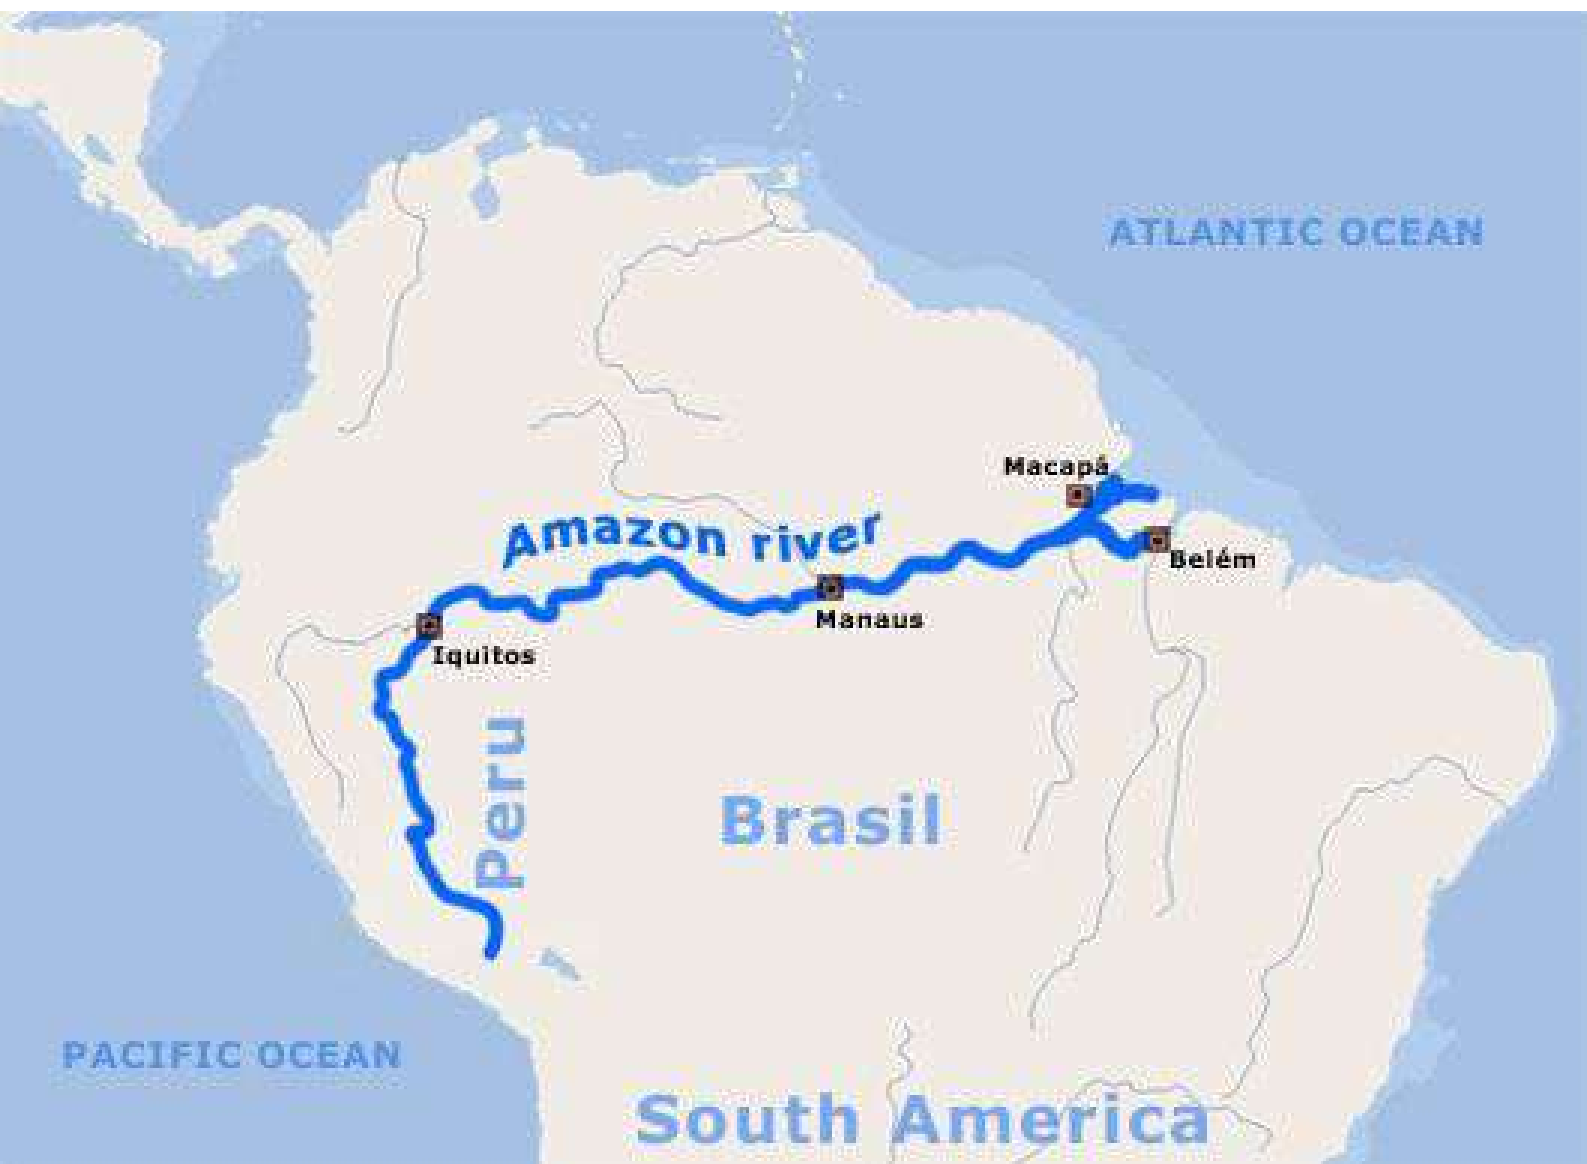 ATLANTIC OCEAN
Macapá
Amazon river
Belém
Manaus
Iquitos
Peru
Brasil
PACIFIC OCEAN
South America